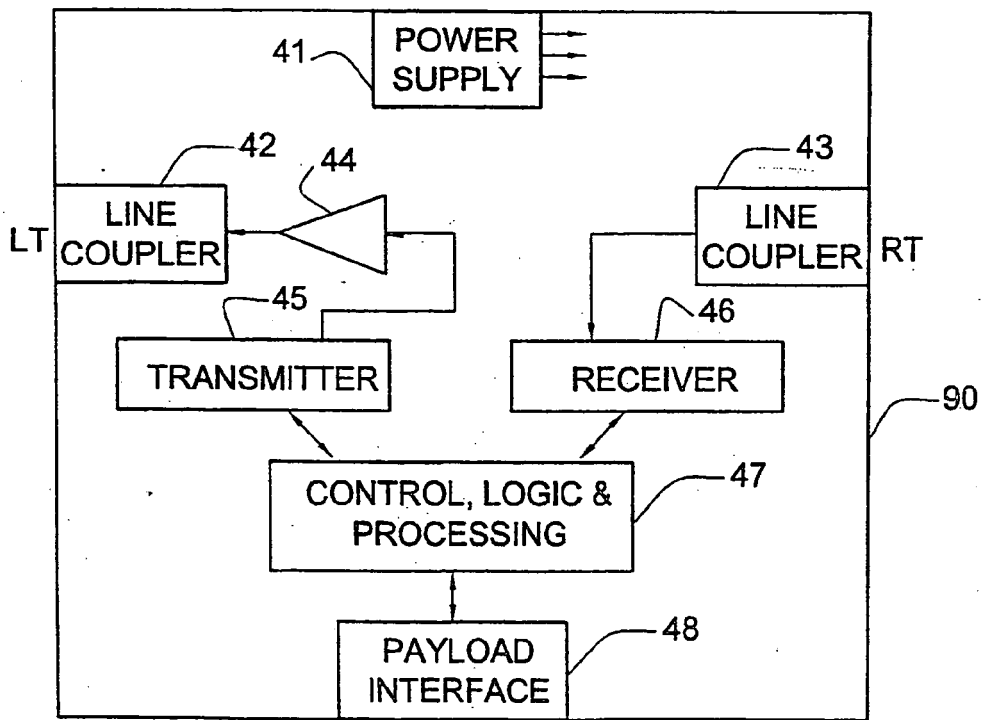 41
POWER
SUPPLY
42
44
43
LT
LINE
COUPLER
LINE
COUPLER
RT
45
46
TRANSMITTER
RECEIVER
90
CONTROL, LOGIC &
PROCESSING
47
PAYLOAD
INTERFACE
48